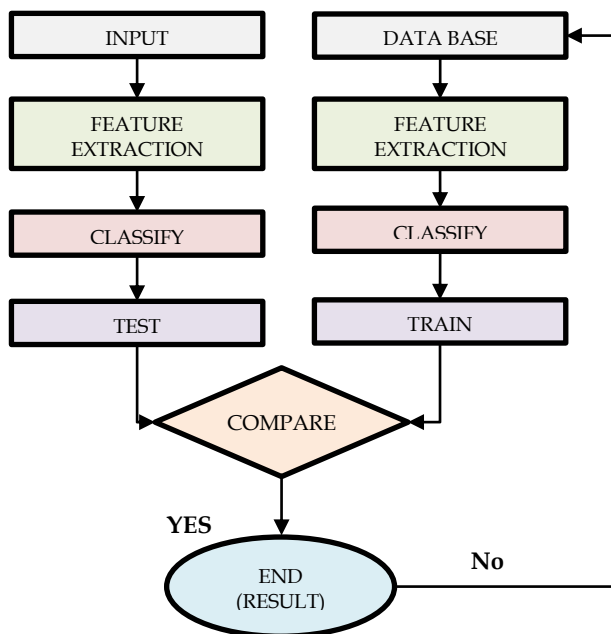 INPUT
DATA BASE
FEATURE
EXTRACTION
FEATURE
EXTRACTION
CLASSIFY
CLASSIFY
TEST
TRAIN
COMPARE
YES
END
(RESULT)
No